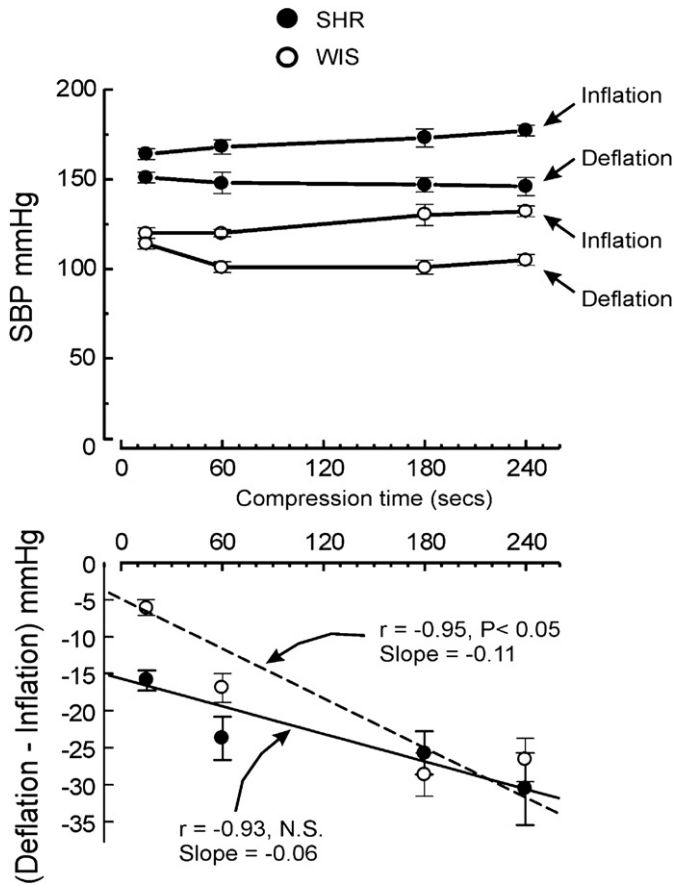 SHR
WIS
200
150
100
50
0
SBP mmHg
Inflation
Deflation
Inflation
Deflation
0 60 120 180 240
Compression time (secs)
0 60 120 180 240
0
-5
-10
-15
-20
-25
-30
-35
(Deflation - Inflation) mmHg
r = -0.95, P< 0.05
Slope = -0.11
r = -0.93, N.S.
Slope = -0.06